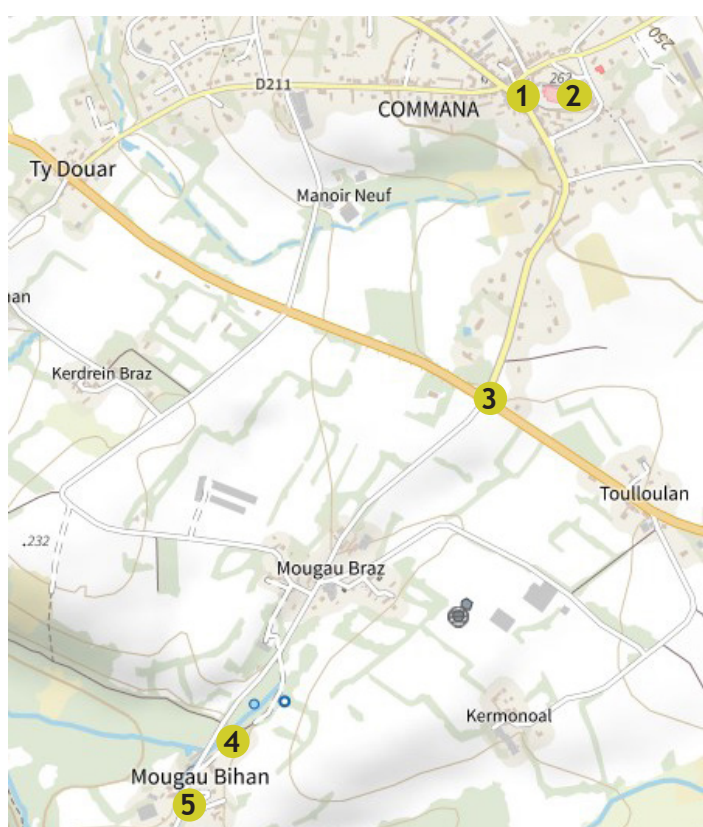 250
262
D211
1
2
COMMANA
Ty Douar
Manoir Neuf
nan
Kerdrein Braz
3
Toulloulan
.232
Mougau Braz
Kermonoal
4
Mougau Bihan
5